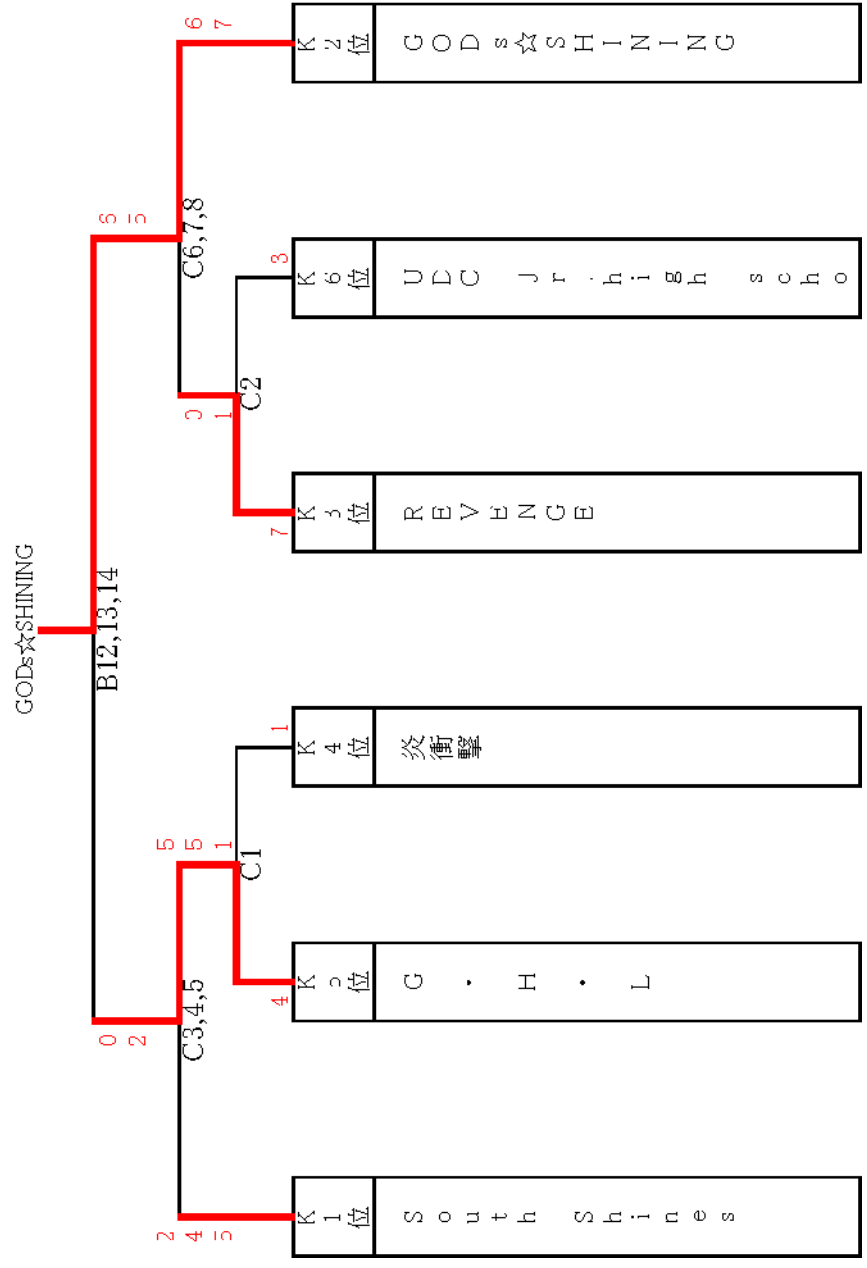 GODs☆SHINING
B12,13,14
0
2
6
5
C3,4,5
C6,7,8
2
4
5
5
5
1
0
1
6
7
C1
C2
4
1
7
3
K1位 South Shines
K5位 G・H・L
K4位 炎衝撃
K3位 REVENGE
K6位 UDC Jr.high scho
K2位 GODs☆SHINING